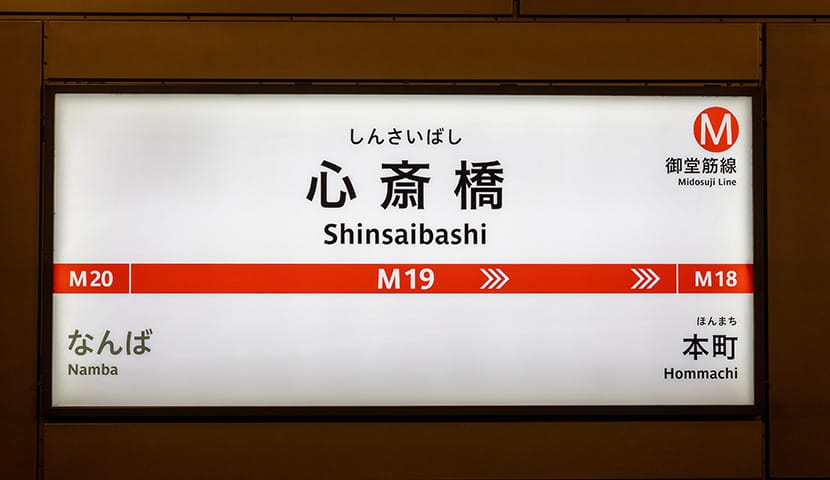 しんさいばし
心斎橋
Shinsaibashi
M
御堂筋線
Midosuji Line
M20
M19
M18
なんば
Namba
ほんまち
本町
Hommachi